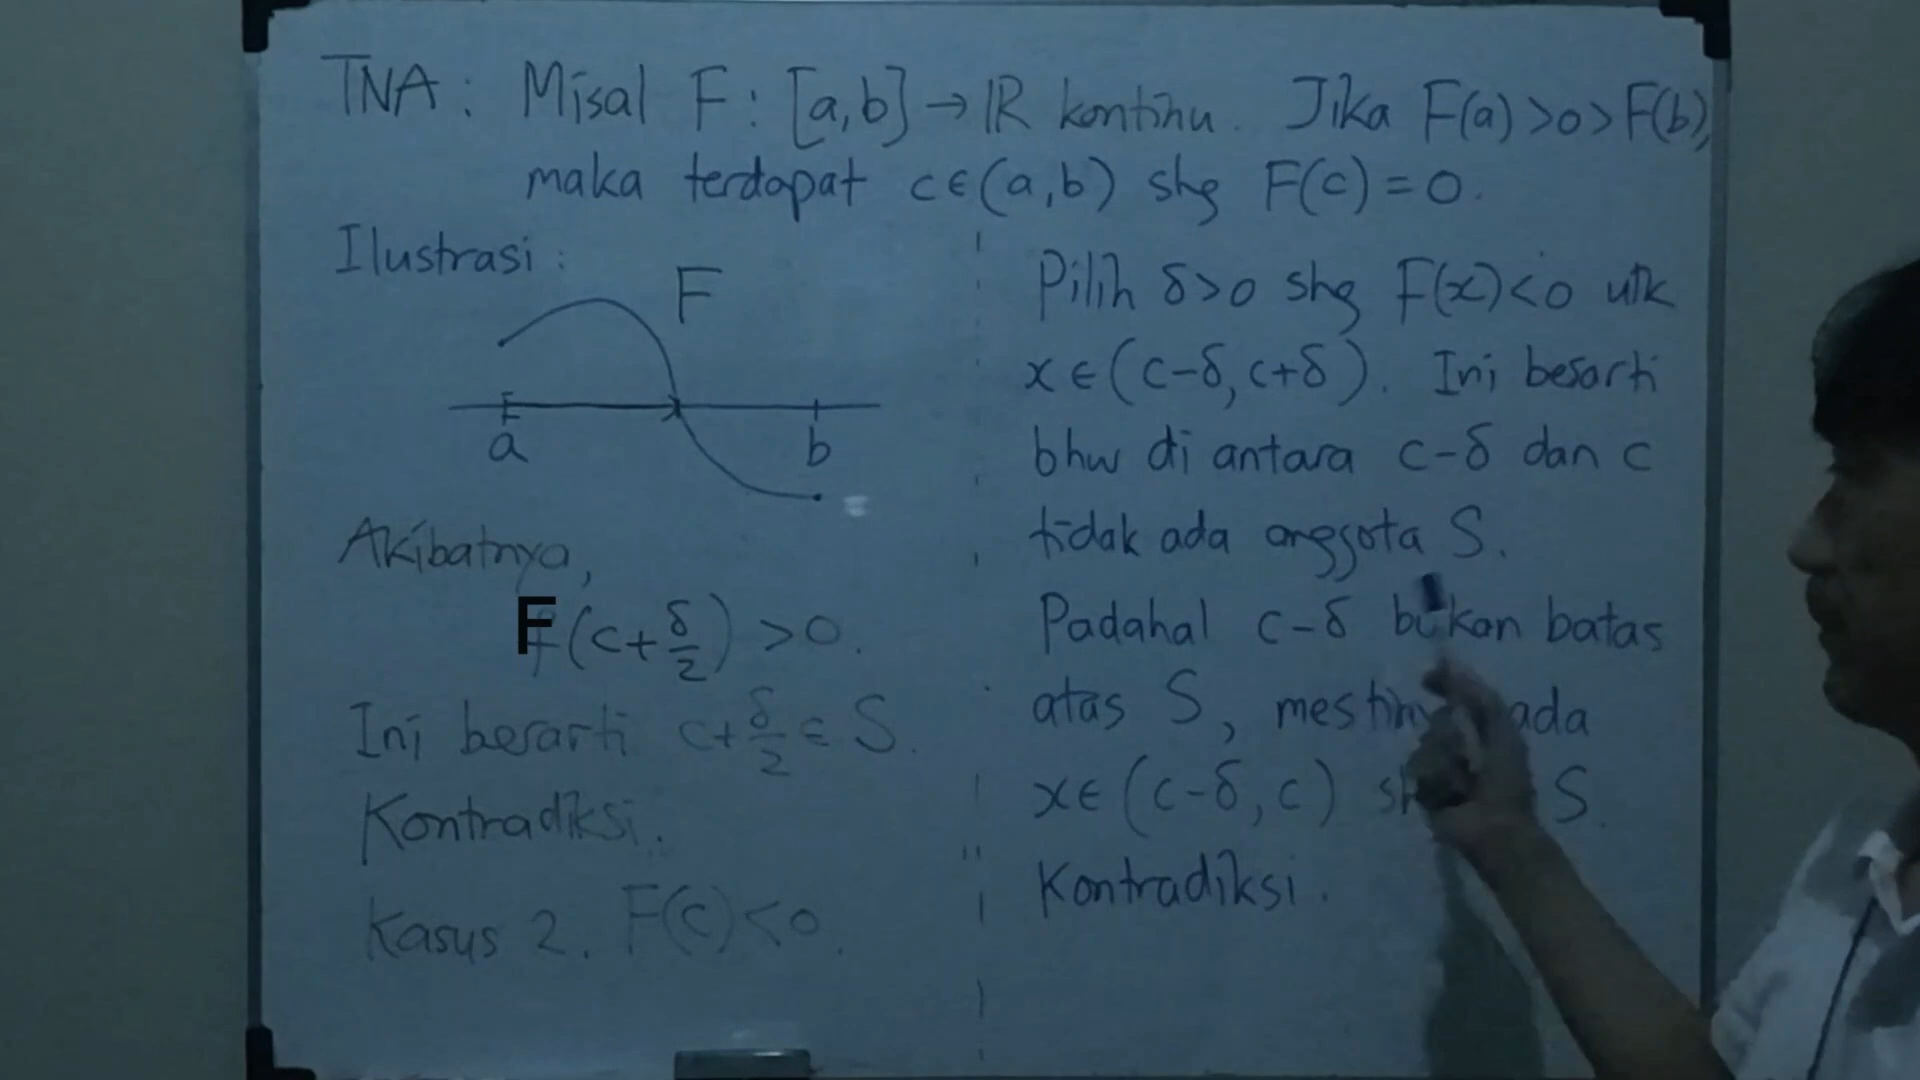 TNA : Misal F : [a,b] → ℝ kontinu. Jika F(a)>0>F(b),
maka terdapat c∈(a,b) shg F(c)=0.
Ilustrasi :
F
a b
Akibatnya,
F(c+δ/2) >0.
Ini berarti c+δ/2 ∈ S.
Kontradiksi.
Kasus 2. F(c)<0.
Pilih δ>0 shg F(x)<0 utk
x∈(c-δ,c+δ). Ini berarti
bhw di antara c-δ dan c
tidak ada anggota S.
Padahal c-δ bukan batas
atas S, ada
x∈(c-δ,c) S.
Kontradiksi.